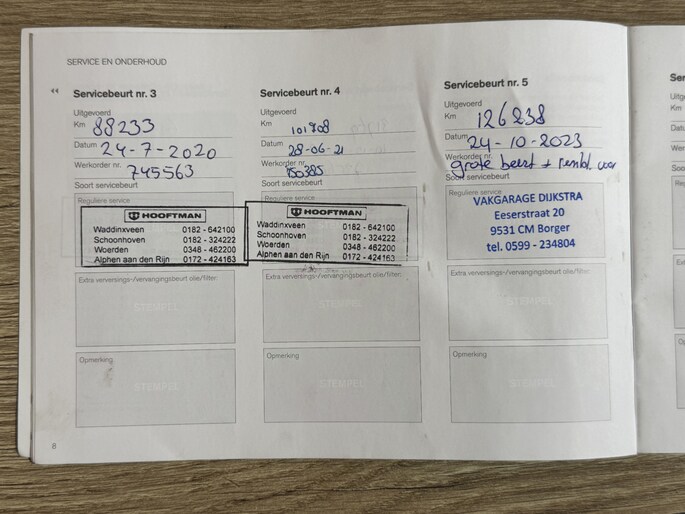 SERVICE EN ONDERHOUD
Servicebeurt nr. 3
Uitgevoerd
Km 88233
Datum 24-7-2020
Werkorder nr. 745563
Soort servicebeurt
Reguliere service
HOOFTMAN
Waddinxveen 0182 - 642100
Schoonhoven 0182 - 324222
Woerden 0348 - 462200
Alphen aan den Rijn 0172 - 424163
Extra verversings-/vervangingsbeurt olie/filter.
STEMPEL
Opmerking
STEMPEL
8
Servicebeurt nr. 4
Uitgevoerd
Km 101908
Datum 28-06-21
Werkorder nr. 150385
Soort servicebeurt
Reguliere service
HOOFTMAN
Waddinxveen 0182 - 642100
Schoonhoven 0182 - 324222
Woerden 0348 - 462200
Alphen aan den Rijn 0172 - 424163
Extra verversings-/vervangingsbeurt olie/filter.
STEMPEL
Opmerking
STEMPEL
Servicebeurt nr. 5
Uitgevoerd
Km 126238
Datum 24-10-2023
Werkorder nr.
grote beurt +
Soort servicebeurt
Reguliere service
VAKGARAGE DIJKSTRA
Eeserstraat 20
9531 CM Borger
tel. 0599 - 234804
Extra verversings-/vervangingsbeurt olie/filter.
STEMPEL
Opmerking
STEMPEL